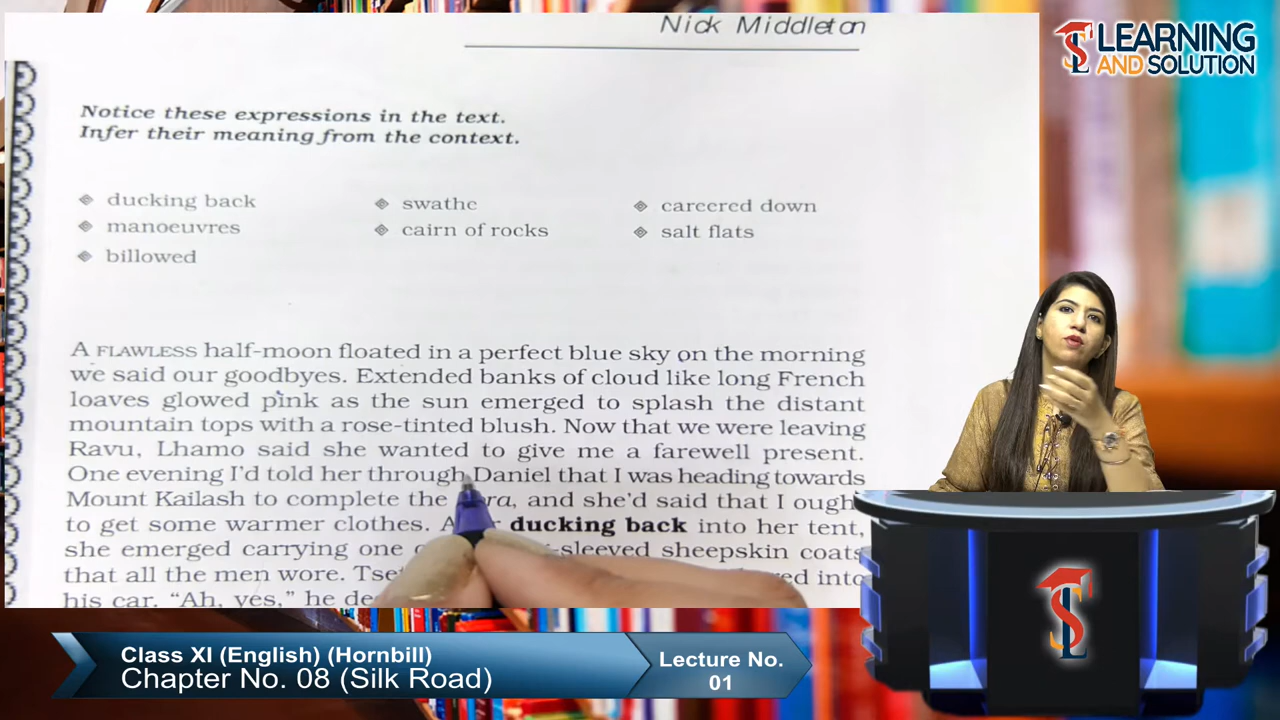 Nick Middleton
LEARNING
AND SOLUTION
Notice these expressions in the text.
Infer their meaning from the context.
ducking back
swathe
careered down
manoeuvres
cairn of rocks
salt flats
billowed
A FLAWLESS half-moon floated in a perfect blue sky on the morning
we said our goodbyes. Extended banks of cloud like long French
loaves glowed pink as the sun emerged to splash the distant
mountain tops with a rose-tinted blush. Now that we were leaving
Ravu, Lhamo said she wanted to give me a farewell present.
One evening I'd told her through Daniel that I was heading towards
Mount Kailash to complete the and she'd said that I
to get some warmer clothes. ducking back into her tent,
she emerged carrying one sleeved sheepskin coats
that all the men wore. into
his car. "Ah, yes," he
Class XI (English) (Hornbill)
Chapter No. 08 (Silk Road)
Lecture No.
01